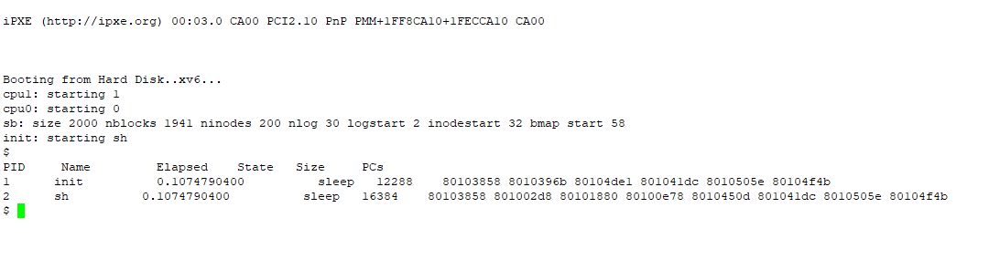 iPXE (http://ipxe.org) 00:03.0 CA00 PCI2.10 PnP PMM+1FF8CA10+1FECCA10 CA00
Booting from Hard Disk..xv6...
cpu1: starting 1
cpu0: starting 0
sb: size 2000 nblocks 1941 ninodes 200 nlog 30 logstart 2 inodestart 32 bmap start 58
init: starting sh
$
PID Name Elapsed State Size PCs
1 init 0.1074790400 sleep 12288 80103858 8010396b 80104de1 801041dc 8010505e 80104f4b
2 sh 0.1074790400 sleep 16384 80103858 801002d8 80101880 80100e78 8010450d 801041dc 8010505e 80104f4b
$